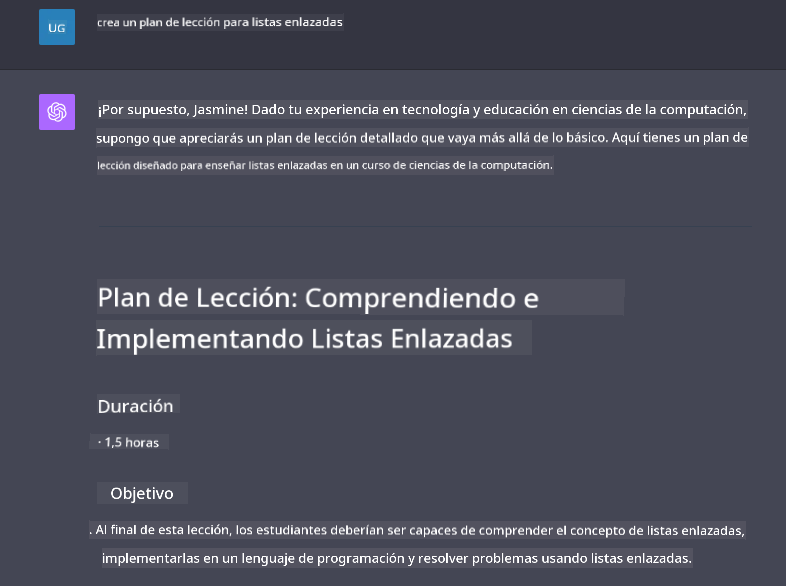 UG
crea un plan de lección para listas enlazadas
¡Por supuesto, Jasmine! Dado tu experiencia en tecnología y educación en ciencias de la computación,
supongo que apreciarás un plan de lección detallado que vaya más allá de lo básico. Aquí tienes un plan de
lección diseñado para enseñar listas enlazadas en un curso de ciencias de la computación.
Plan de Lección: Comprendiendo e
Implementando Listas Enlazadas
Duración
· 1,5 horas
Objetivo
. Al final de esta lección, los estudiantes deberían ser capaces de comprender el concepto de listas enlazadas,
implementarlas en un lenguaje de programación y resolver problemas usando listas enlazadas.